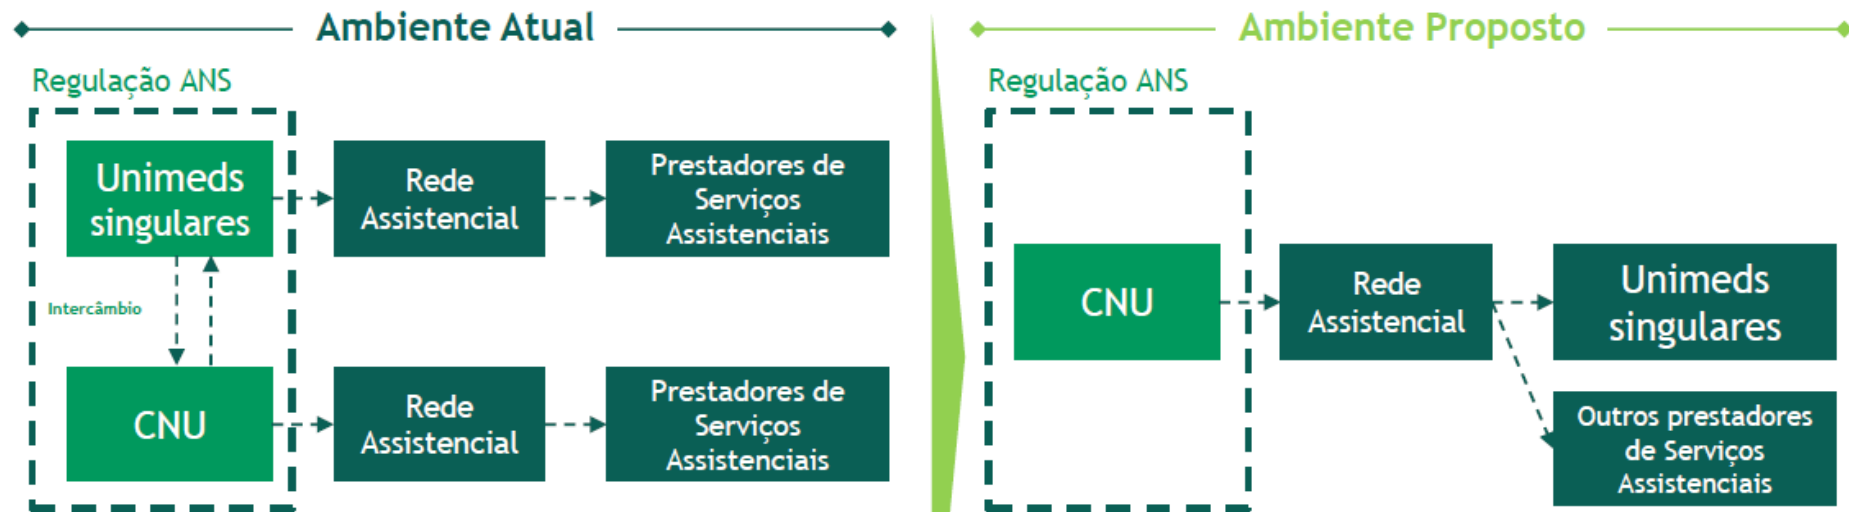 Ambiente Atual
Regulação ANS
Unimeds
singulares
Rede
Assistencial
Prestadores de
Serviços
Assistenciais
Intercâmbio
CNU
Rede
Assistencial
Prestadores de
Serviços
Assistenciais
Ambiente Proposto
Regulação ANS
CNU
Rede
Assistencial
Unimeds
singulares
Outros prestadores
de Serviços
Assistenciais